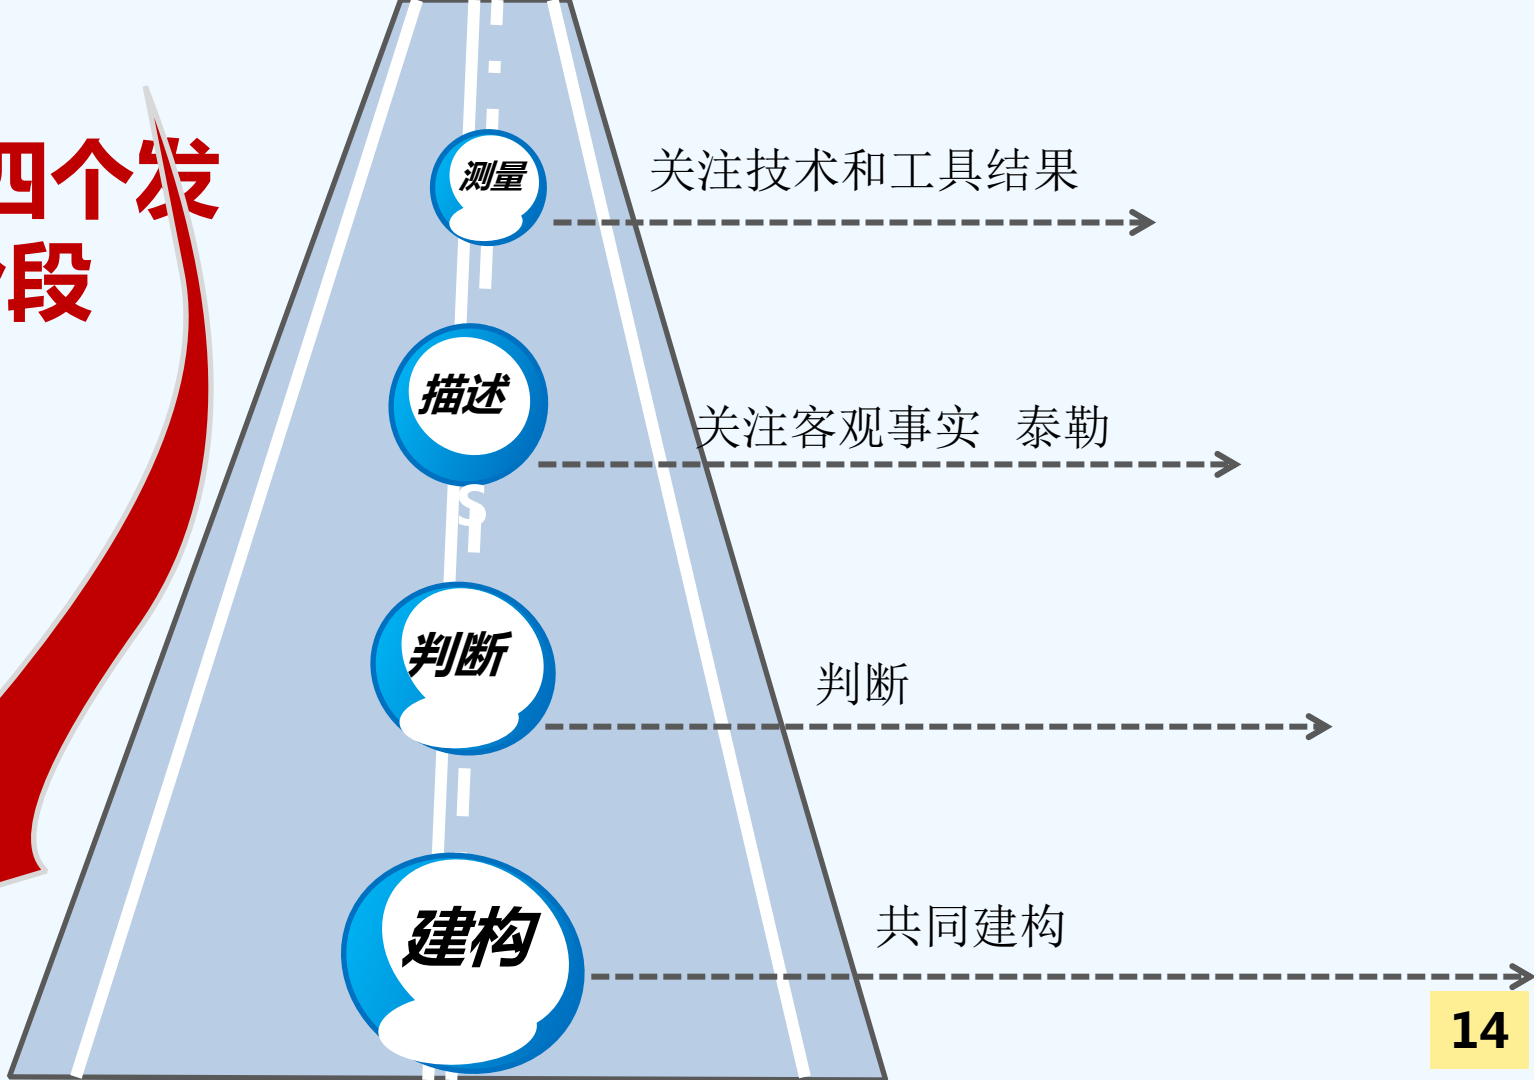 四个发
阶段
测量
关注技术和工具结果
描述
关注客观事实 泰勒
S
判断
判断
建构
共同建构
14